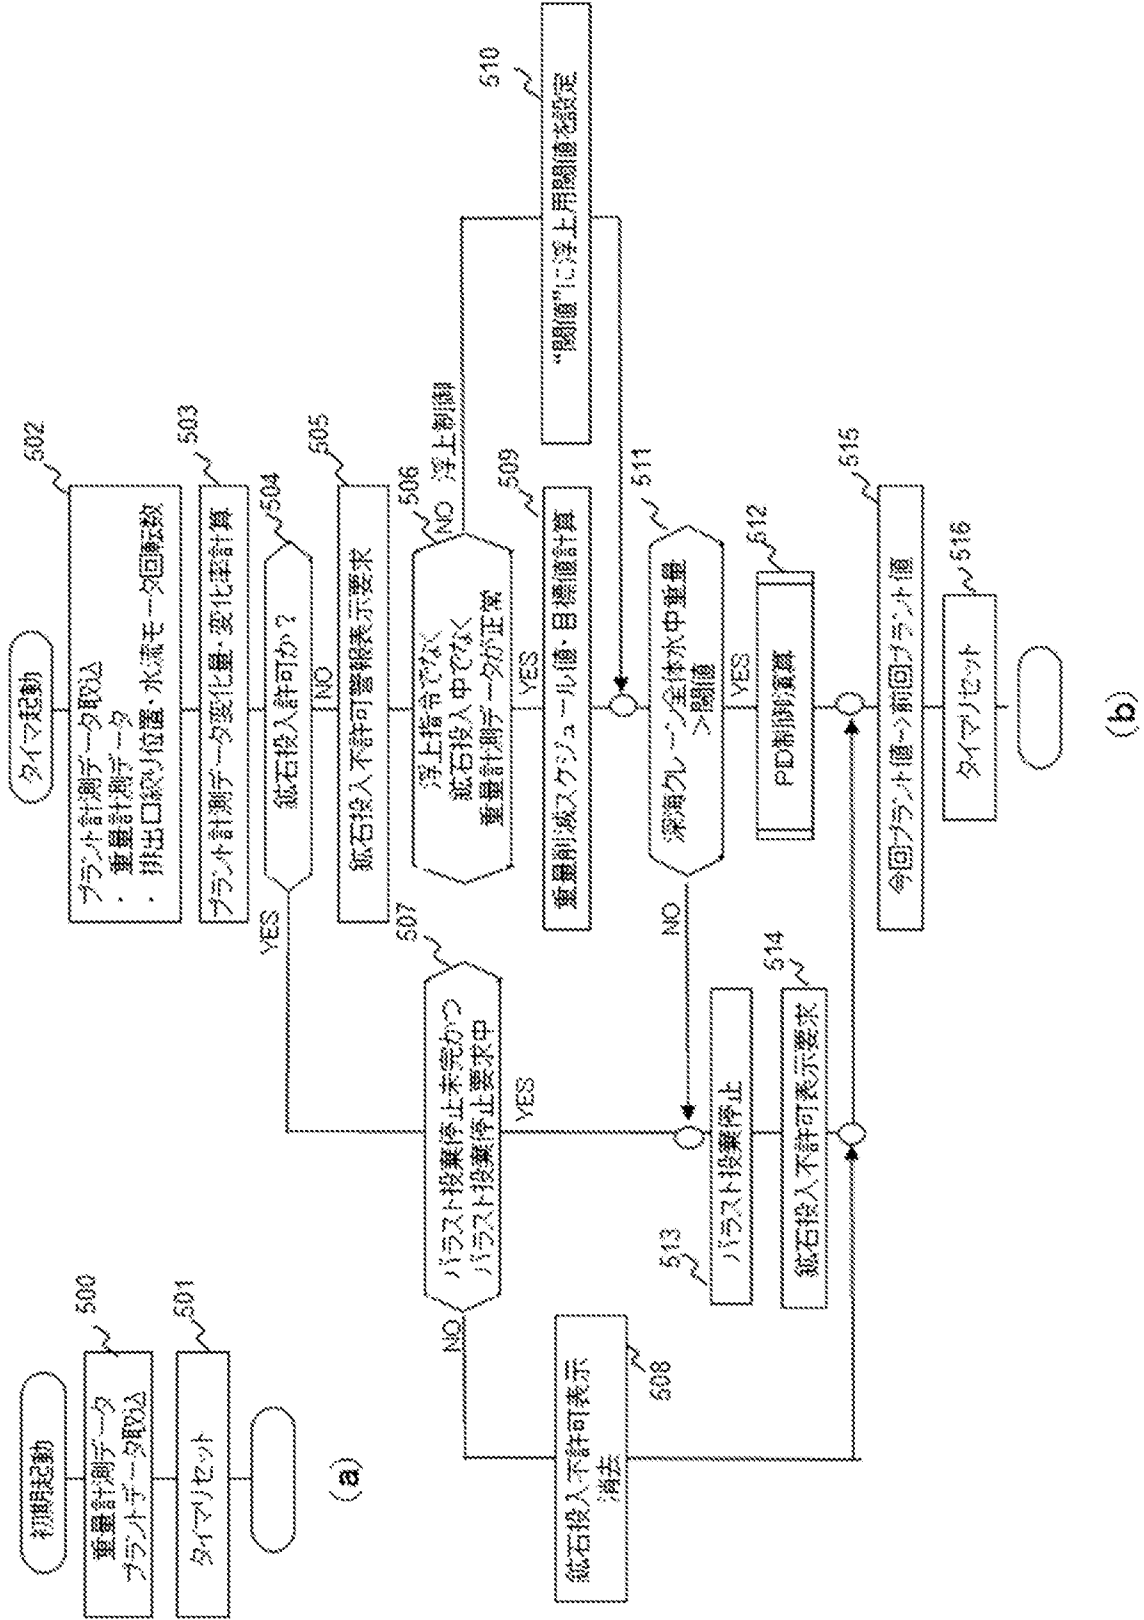 初期起動
500
重量計測データ
プラントデータ取込
501
タイマリセット
(a)
タイマ起動
502
プラント計測データ取込
・ 重量計測データ
・ 排出口絞り位置・水流モータ回転数
503
プラント計測データ変化量・変化率計算
504
鉱石投入許可か?
YES
NO
505
鉱石投入不許可警報表示要求
506
浮上指令でなく
鉱石投入中でなく
重量計測データが正常
NO 浮上制御
YES
507
バラスト投棄停止未完かつ
バラスト投棄停止要求中
NO
YES
508
鉱石投入不許可表示
消去
509
重量削減スケジュール値・目標値計算
510
“閾値”に浮上用閾値を設定
511
深海クレーン全体水中重量
>閾値
NO
YES
512
PID制御演算
513
バラスト投棄停止
514
鉱石投入不許可表示要求
515
今回プラント値->前回プラント値
516
タイマリセット
(b)